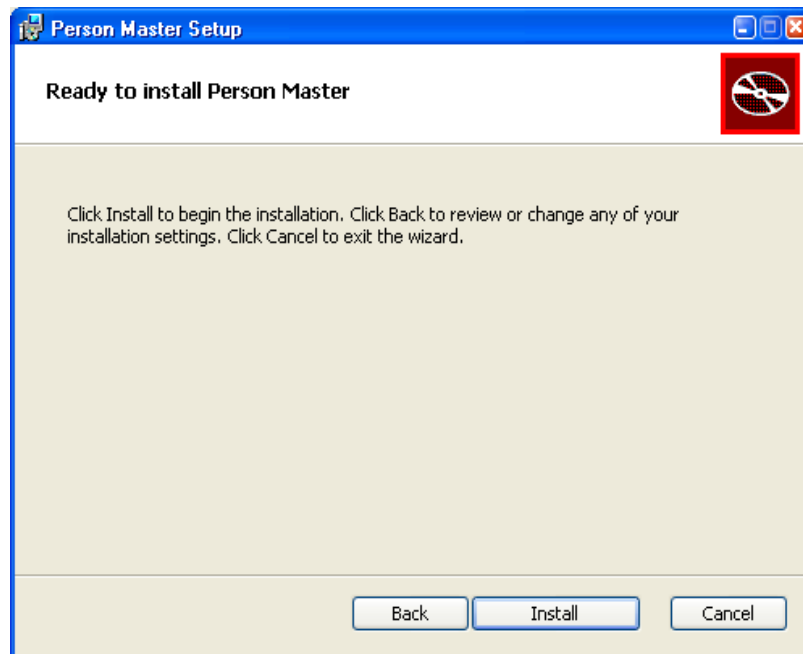 Person Master Setup
Ready to install Person Master
Click Install to begin the installation. Click Back to review or change any of your
installation settings. Click Cancel to exit the wizard.
Back Install Cancel